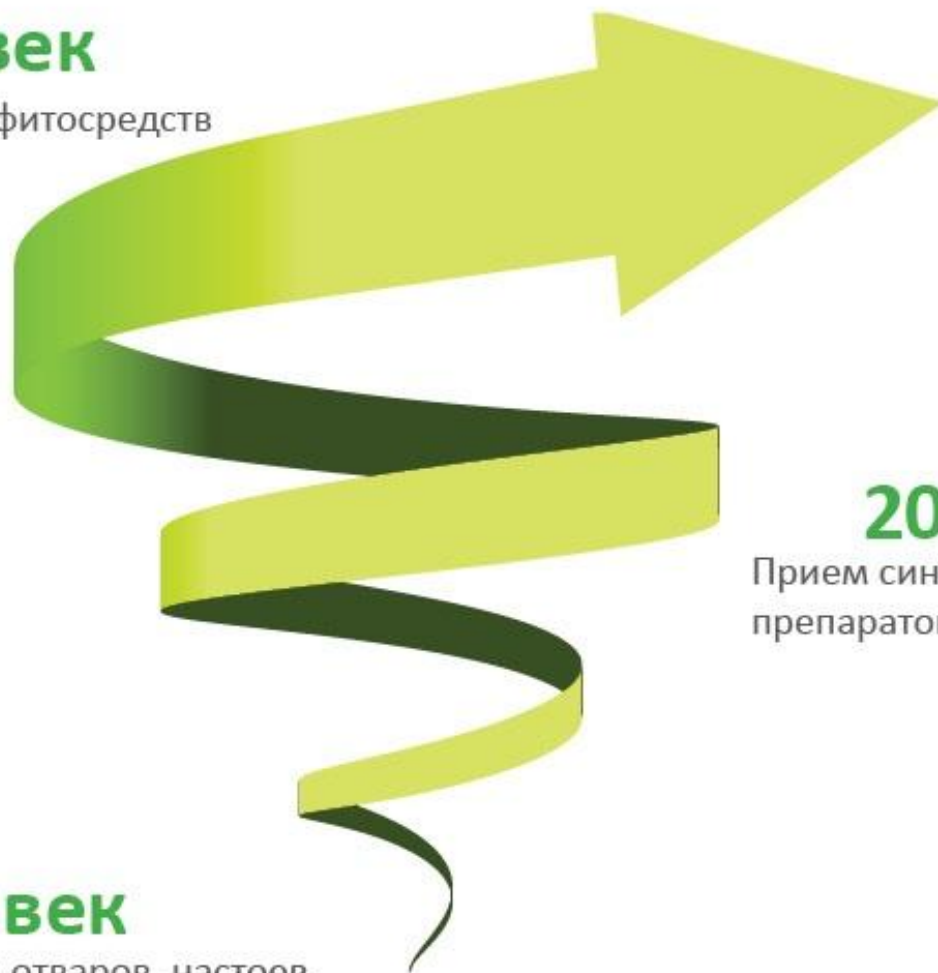 век
фитосредств
20
Прием син
препарато
век
отваров, настоев